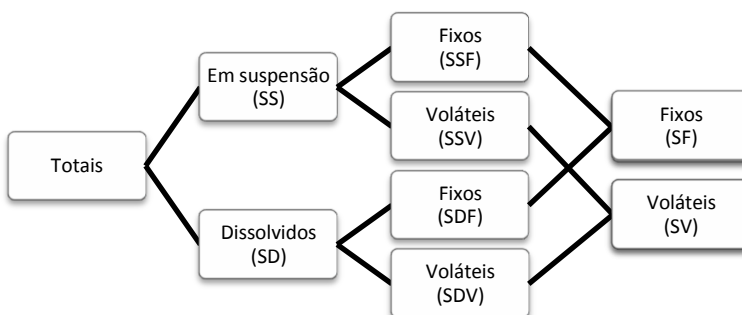 Totais
Em suspensão
(SS)
Dissolvidos
(SD)
Fixos
(SSF)
Voláteis
(SSV)
Fixos
(SDF)
Voláteis
(SDV)
Fixos
(SF)
Voláteis
(SV)